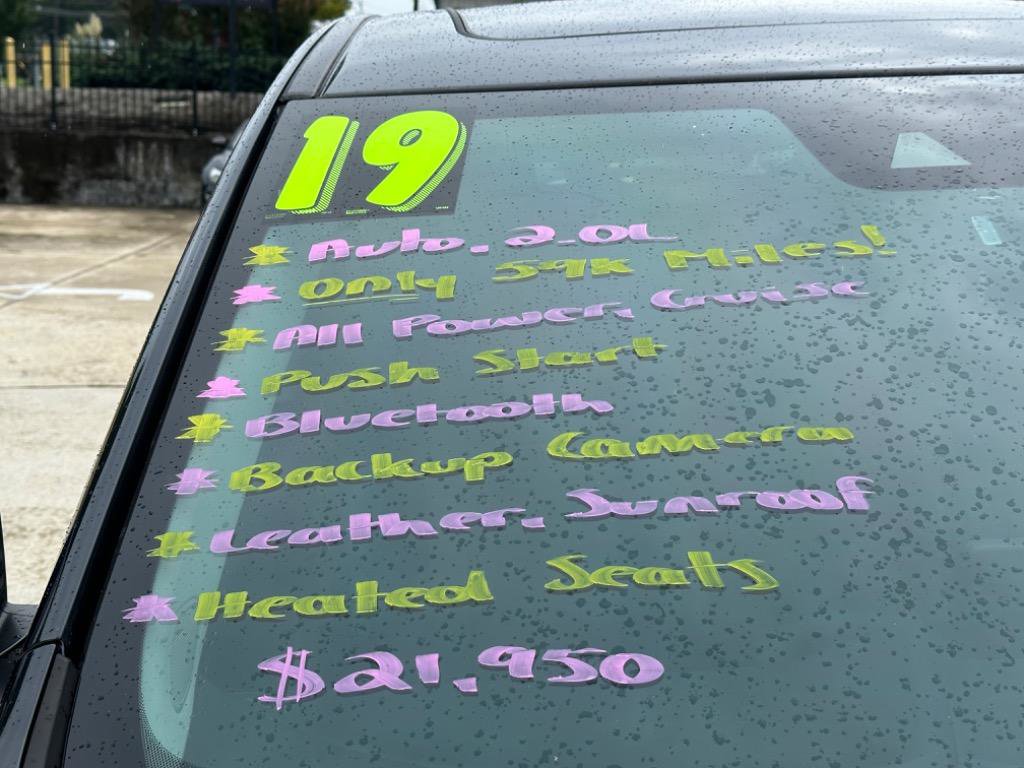 19
Auto. 2.0L
Only 59K Miles!
All Power, Cruise
Push Start
Bluetooth
Backup Camera
Leather, Sunroof
Heated Seats
$21,950